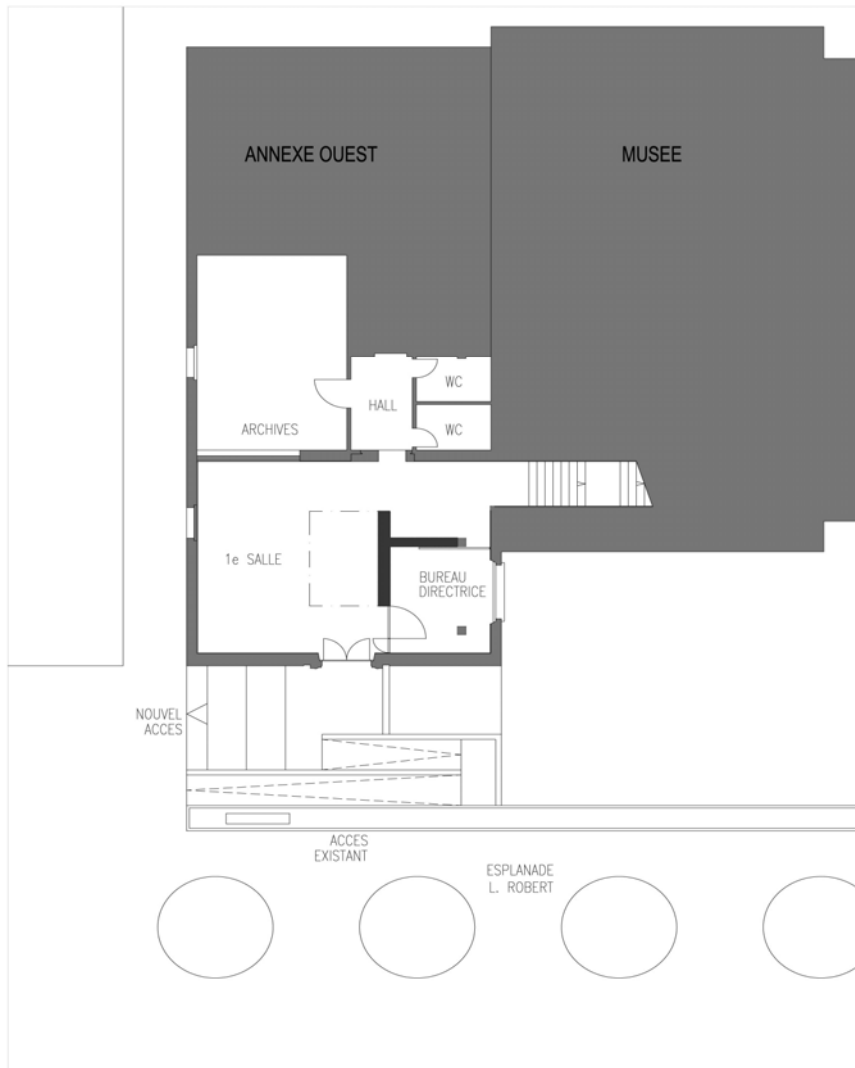 ANNEXE OUEST
MUSEE
WC
HALL
WC
ARCHIVES
1e SALLE
BUREAU
DIRECTRICE
NOUVEL
ACCES
ACCES
EXISTANT
ESPLANADE
L. ROBERT